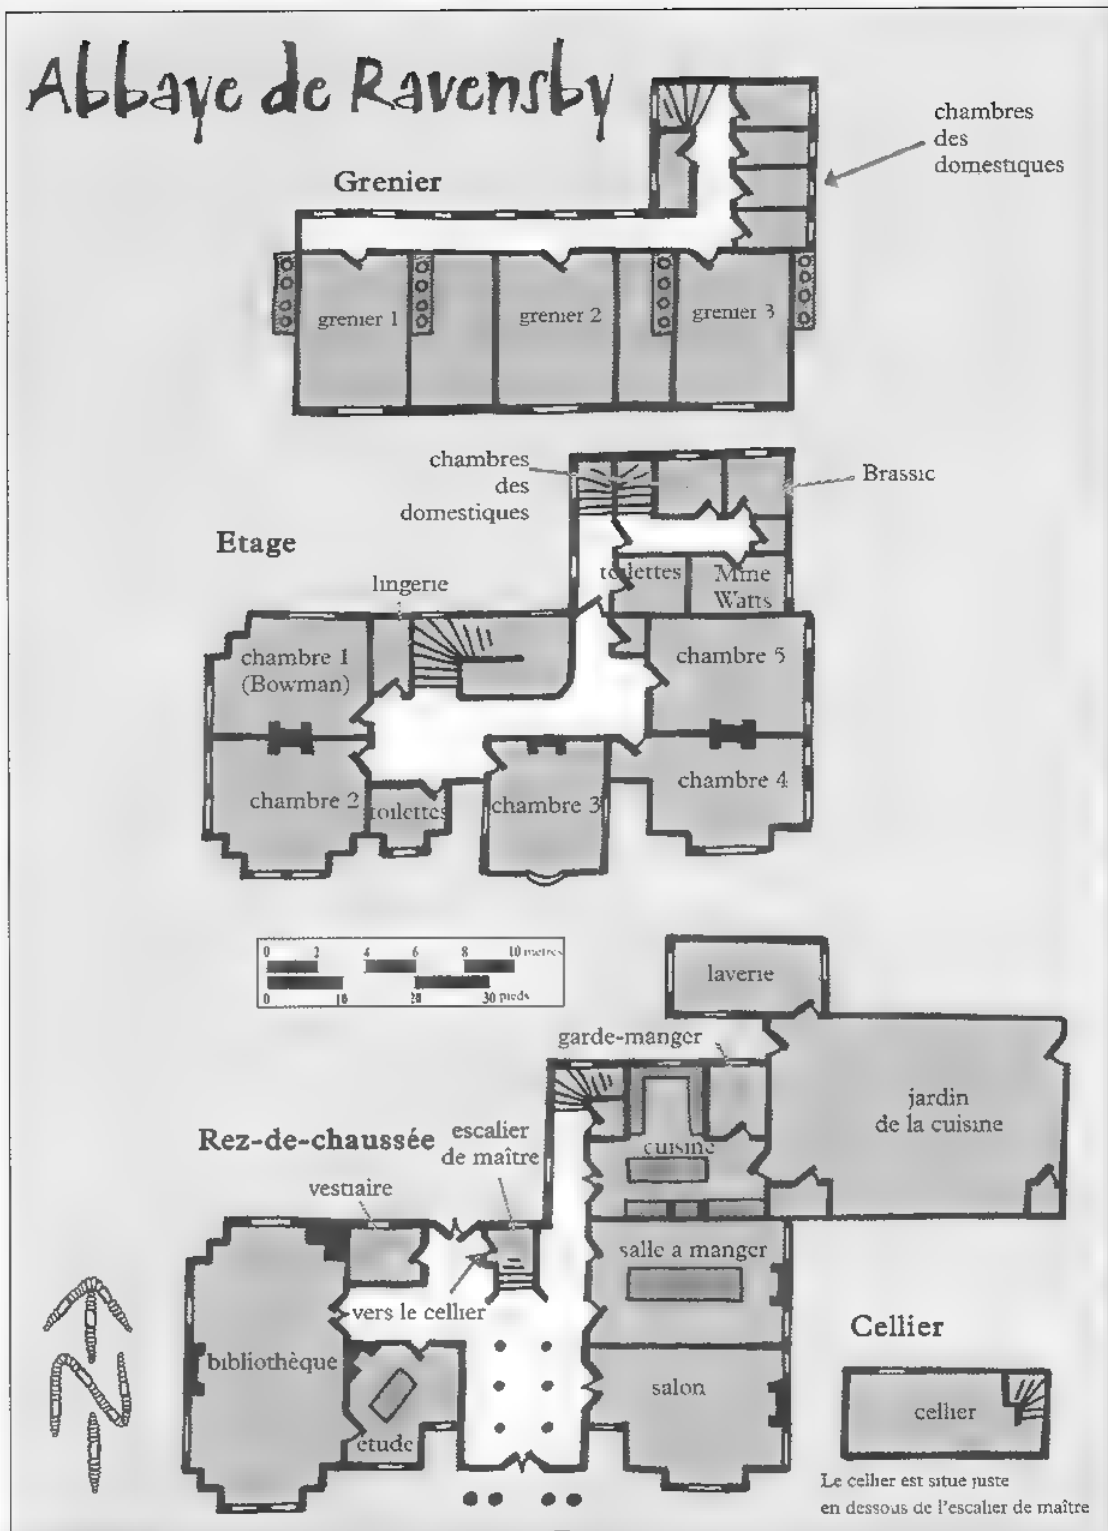 Abbaye de Ravensby
chambres
des
domestiques
Grenier
grenier 1
grenier 2
grenier 3
chambres
des
domestiques
Brassic
Etage
lingerie
toilettes
Mme
Watts
chambre 1
(Bowman)
chambre 5
chambre 2
toilettes
chambre 3
chambre 4
0 2 4 6 8 10 metres
0 10 20 30 pieds
laverie
garde-manger
jardin
de la cuisine
Rez-de-chaussée
escalier
de maître
cuisine
vestiaire
salle a manger
vers le cellier
bibliothèque
salon
etude
N
Cellier
cellier
Le cellier est situe juste
en dessous de l'escalier de maître